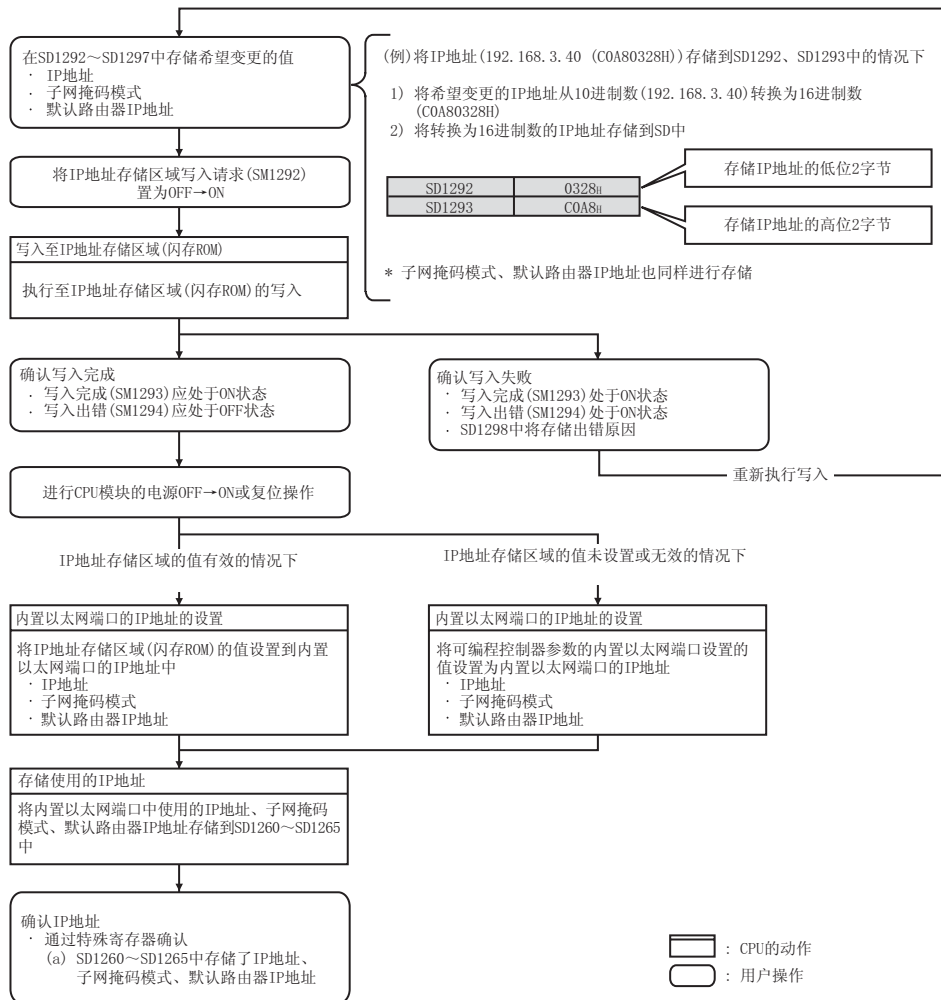 在SD1292～SD1297中存储希望变更的值
· IP地址
· 子网掩码模式
· 默认路由器IP地址
将IP地址存储区域写入请求(SM1292)
置为OFF→ON
写入至IP地址存储区域(闪存ROM)
执行至IP地址存储区域(闪存ROM)的写入
(例)将IP地址(192.168.3.40 (C0A80328H))存储到SD1292、SD1293中的情况下
1) 将希望变更的IP地址从10进制数(192.168.3.40)转换为16进制数
(C0A80328H)
2) 将转换为16进制数的IP地址存储到SD中
SD1292 0328H
SD1293 C0A8H
存储IP地址的低位2字节
存储IP地址的高位2字节
* 子网掩码模式、默认路由器IP地址也同样进行存储
确认写入完成
· 写入完成(SM1293)应处于ON状态
· 写入出错(SM1294)应处于OFF状态
确认写入失败
· 写入完成(SM1293)处于ON状态
· 写入出错(SM1294)处于ON状态
· SD1298中将存储出错原因
重新执行写入
进行CPU模块的电源OFF→ON或复位操作
IP地址存储区域的值有效的情况下
IP地址存储区域的值未设置或无效的情况下
内置以太网端口的IP地址的设置
将IP地址存储区域(闪存ROM)的值设置到内置
以太网端口的IP地址中
· IP地址
· 子网掩码模式
· 默认路由器IP地址
内置以太网端口的IP地址的设置
将可编程控制器参数的内置以太网端口设置的
值设置为内置以太网端口的IP地址
· IP地址
· 子网掩码模式
· 默认路由器IP地址
存储使用的IP地址
将内置以太网端口中使用的IP地址、子网掩码
模式、默认路由器IP地址存储到SD1260～SD1265
中
确认IP地址
· 通过特殊寄存器确认
(a) SD1260～SD1265中存储了IP地址、
子网掩码模式、默认路由器IP地址
: CPU的动作
: 用户操作